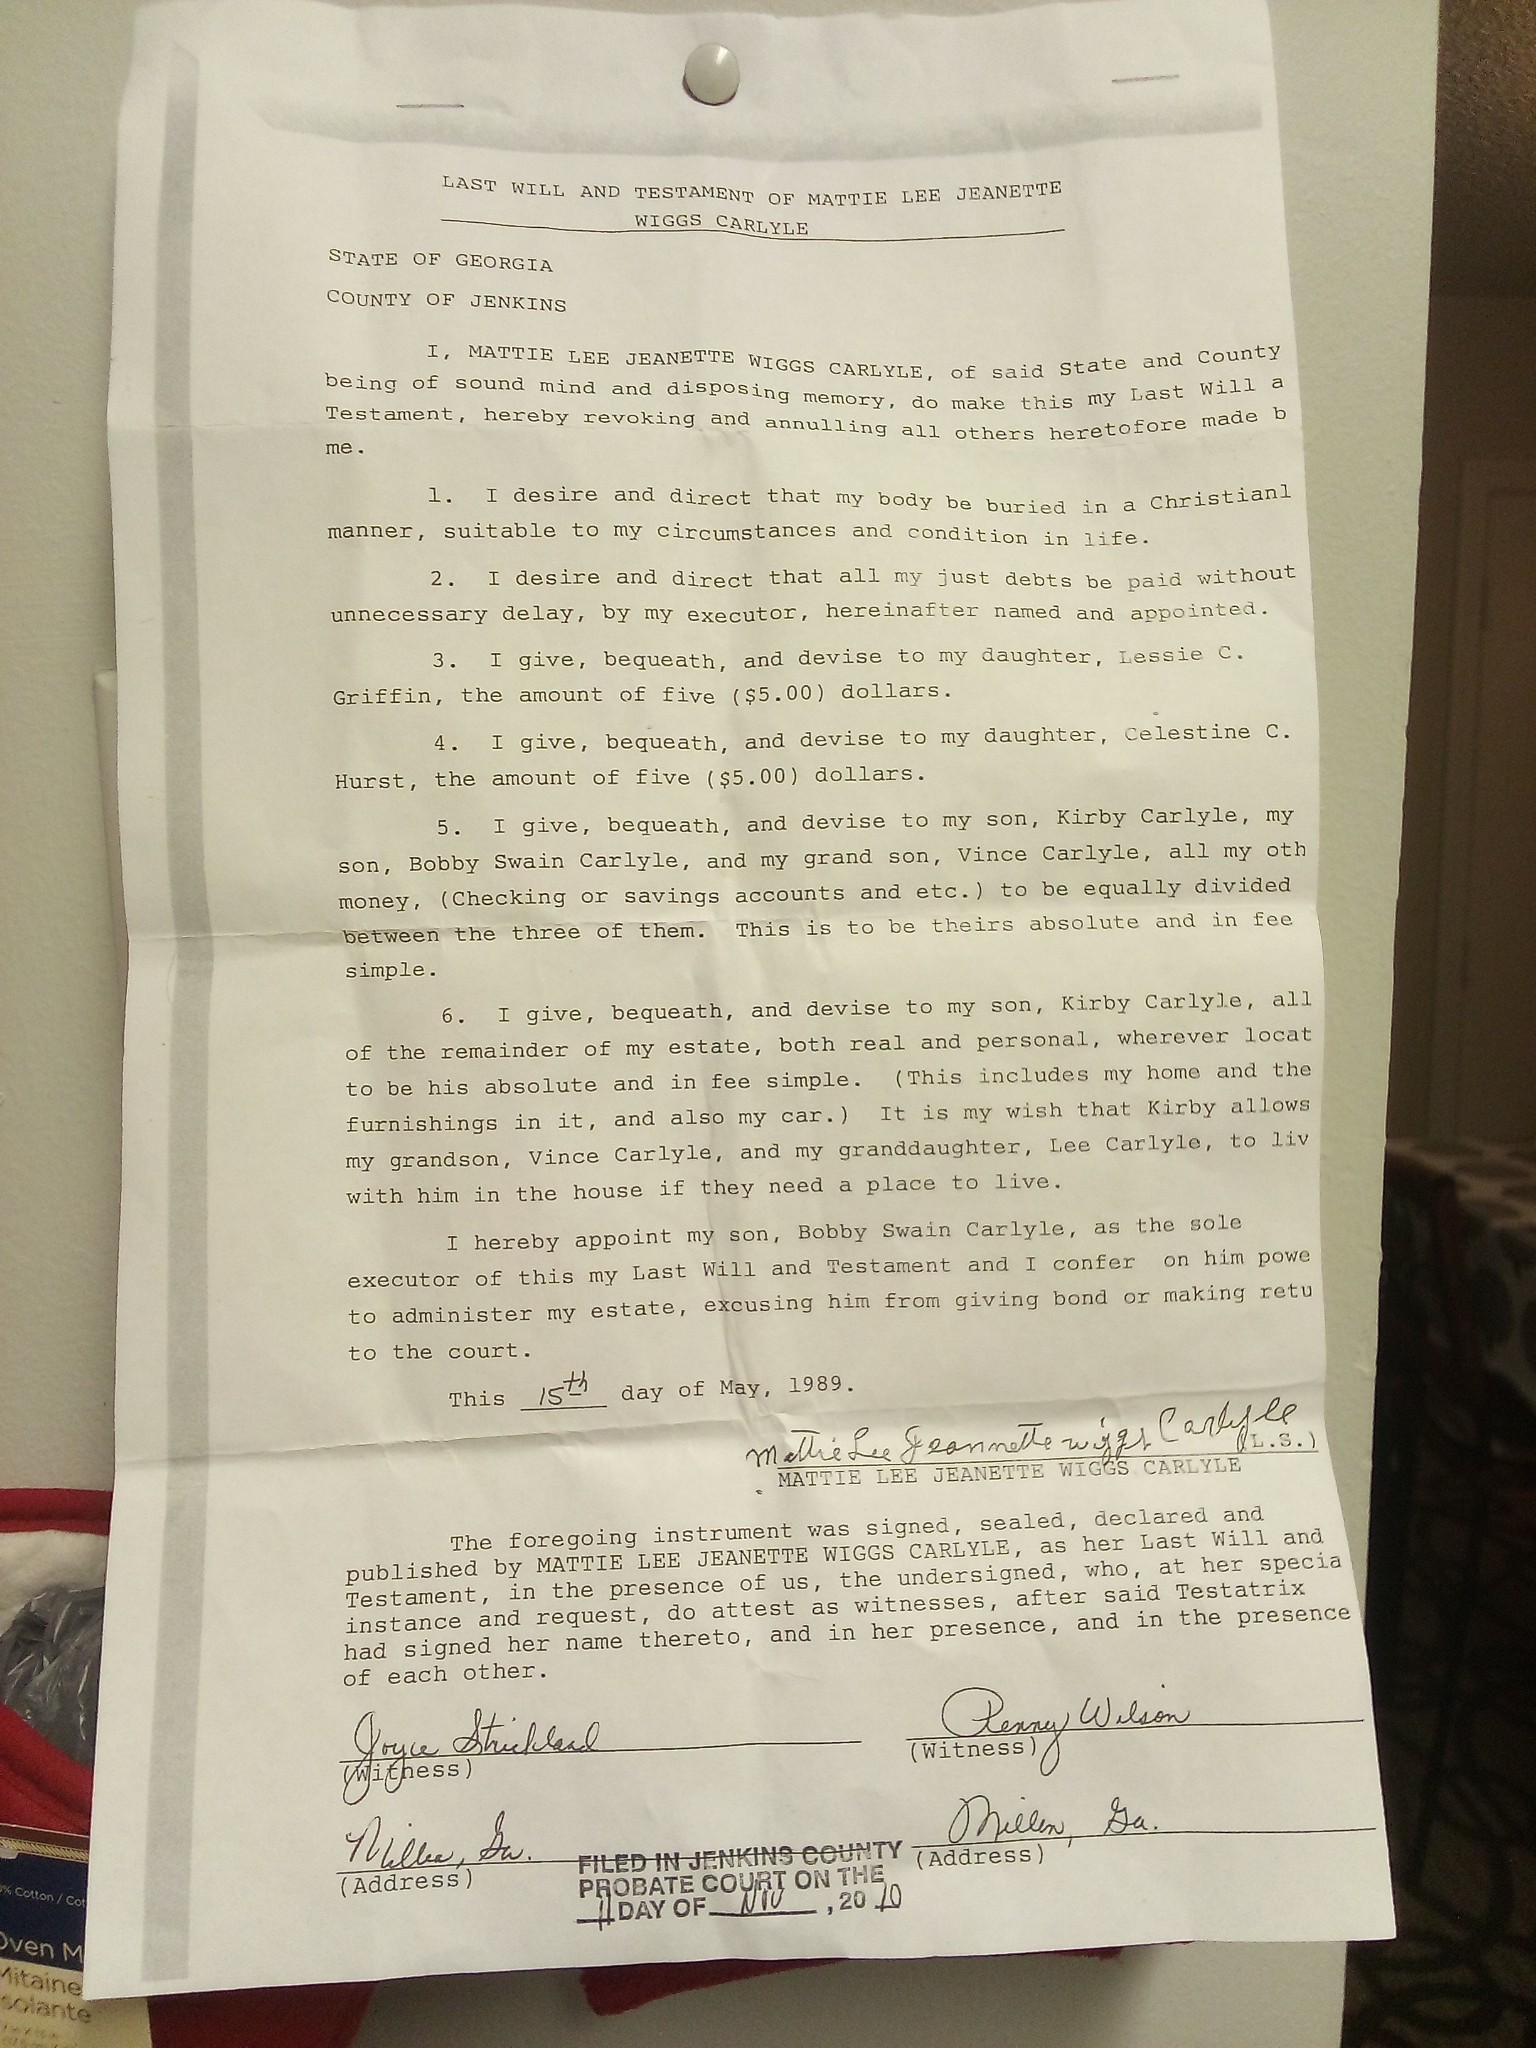 LAST WILL AND TESTAMENT OF MATTIE LEE JEANETTE
WIGGS CARLYLE
STATE OF GEORGIA
COUNTY OF JENKINS
I, MATTIE LEE JEANETTE WIGGS CARLYLE, of said State and County
being of sound mind and disposing memory, do make this my Last Will a
Testament, hereby revoking and annulling all others heretofore made b
me.
1. I desire and direct that my body be buried in a Christianl
manner, suitable to my circumstances and condition in life.
2. I desire and direct that all my just debts be paid without
unnecessary delay, by my executor, hereinafter named and appointed.
3. I give, bequeath, and devise to my daughter, Lessie C.
Griffin, the amount of five ($5.00) dollars.
4. I give, bequeath, and devise to my daughter, Celestine C.
Hurst, the amount of five ($5.00) dollars.
5. I give, bequeath, and devise to my son, Kirby Carlyle, my
son, Bobby Swain Carlyle, and my grand son, Vince Carlyle, all my oth
money, (Checking or savings accounts and etc.) to be equally divided
between the three of them. This is to be theirs absolute and in fee
simple.
6. I give, bequeath, and devise to my son, Kirby Carlyle, all
of the remainder of my estate, both real and personal, wherever locat
to be his absolute and in fee simple. (This includes my home and the
furnishings in it, and also my car.) It is my wish that Kirby allows
my grandson, Vince Carlyle, and my granddaughter, Lee Carlyle, to liv
with him in the house if they need a place to live.
I hereby appoint my son, Bobby Swain Carlyle, as the sole
executor of this my Last Will and Testament and I confer on him powe
to administer my estate, excusing him from giving bond or making retu
to the court.
This 15th day of May, 1989.
Mattie Lee Jeannette Wiggs Carlyle
(L.S.)
MATTIE LEE JEANETTE WIGGS CARLYLE
The foregoing instrument was signed, sealed, declared and
published by MATTIE LEE JEANETTE WIGGS CARLYLE, as her Last Will and
Testament, in the presence of us, the undersigned, who, at her specia
instance and request, do attest as witnesses, after said Testatrix
had signed her name thereto, and in her presence, and in the presence
of each other.
Joyce Strickland
(Witness)
Penny Wilson
(Witness)
Millen, Ga.
(Address)
Millen, Ga.
(Address)
FILED IN JENKINS COUNTY
PROBATE COURT ON THE
11 DAY OF NOV, 2010
% Cotton / Cot
Oven M
Mitaine
solante